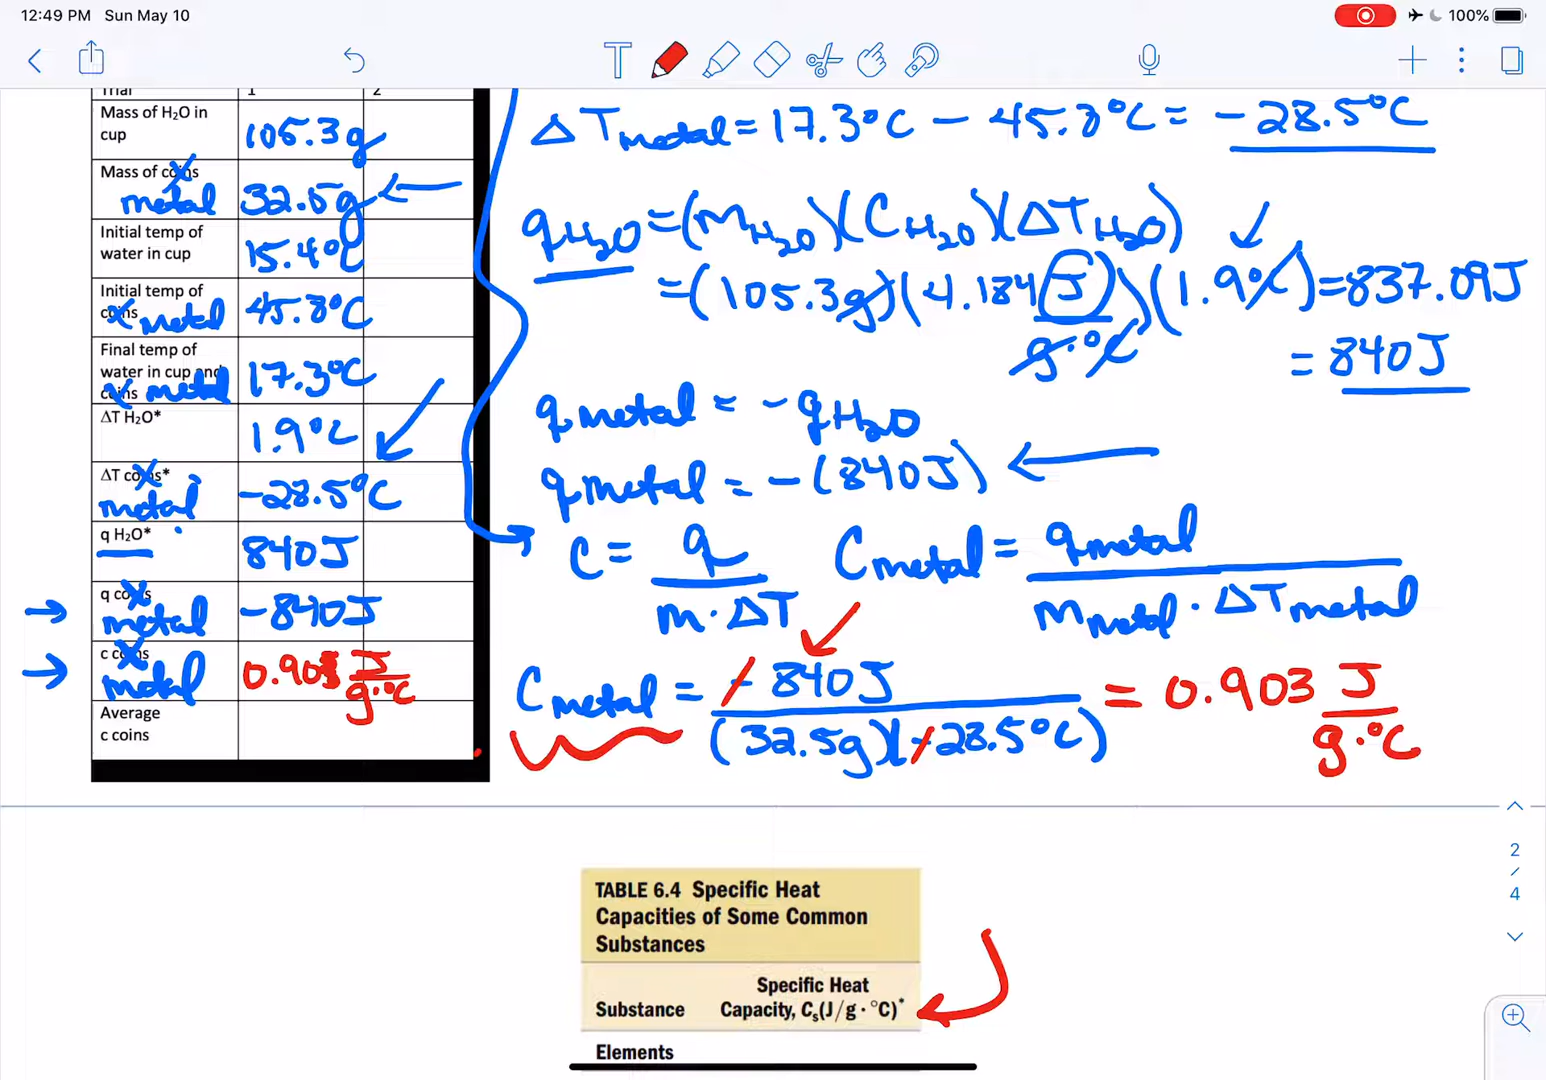 12:49 PM Sun May 10
100%
Trial 1 2
Mass of H₂O in cup 105.3g
Mass of coins metal 32.5g
Initial temp of water in cup 15.4°C
Initial temp of coins metal 45.8°C
Final temp of water in cup and coins metal 17.3°C
ΔT H₂O* 1.9°C
ΔT coins* metal -28.5°C
q H₂O* 840J
q coins metal -840J
c coins metal 0.903 J/g·°C
Average c coins
ΔTmetal = 17.3°C - 45.8°C = -28.5°C
qH₂O = (mH₂O)(CH₂O)(ΔTH₂O)
= (105.3g)(4.184 J/g·°C)(1.9°C) = 837.09J
= 840J
qmetal = -qH₂O
qmetal = -(840J)
C = q/m·ΔT Cmetal = qmetal/mmetal·ΔTmetal
Cmetal = -840J/(32.5g)(-28.5°C) = 0.903 J/g·°C
2/4
TABLE 6.4 Specific Heat
Capacities of Some Common
Substances
Specific Heat
Substance Capacity, Cₛ(J/g·°C)*
Elements